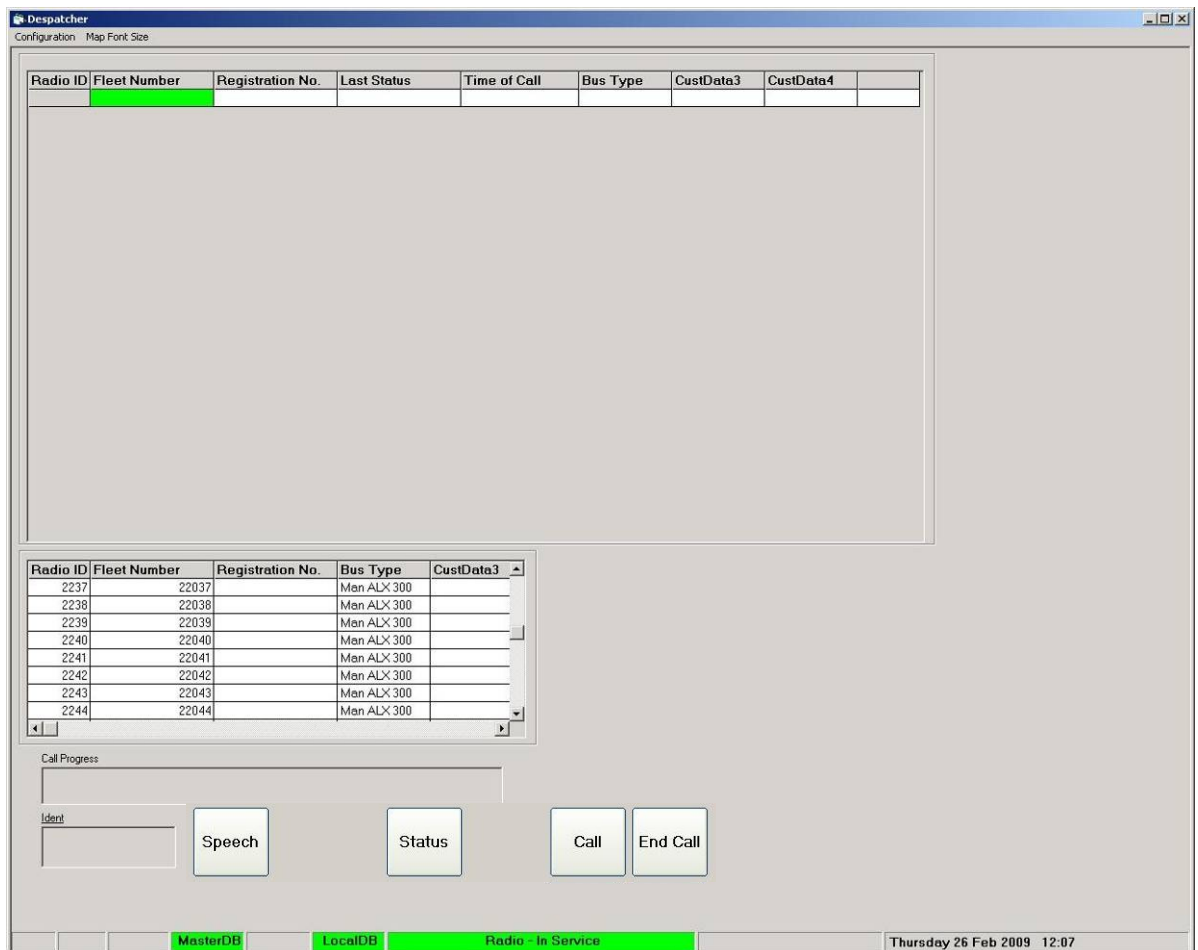 Despatcher
Configuration Map Font Size
Radio ID Fleet Number Registration No. Last Status Time of Call Bus Type CustData3 CustData4
Radio ID Fleet Number Registration No. Bus Type CustData3
2237 22037 Man ALX 300
2238 22038 Man ALX 300
2239 22039 Man ALX 300
2240 22040 Man ALX 300
2241 22041 Man ALX 300
2242 22042 Man ALX 300
2243 22043 Man ALX 300
2244 22044 Man ALX 300
Call Progress
Ident
Speech Status Call End Call
MasterDB LocalDB Radio - In Service Thursday 26 Feb 2009 12:07